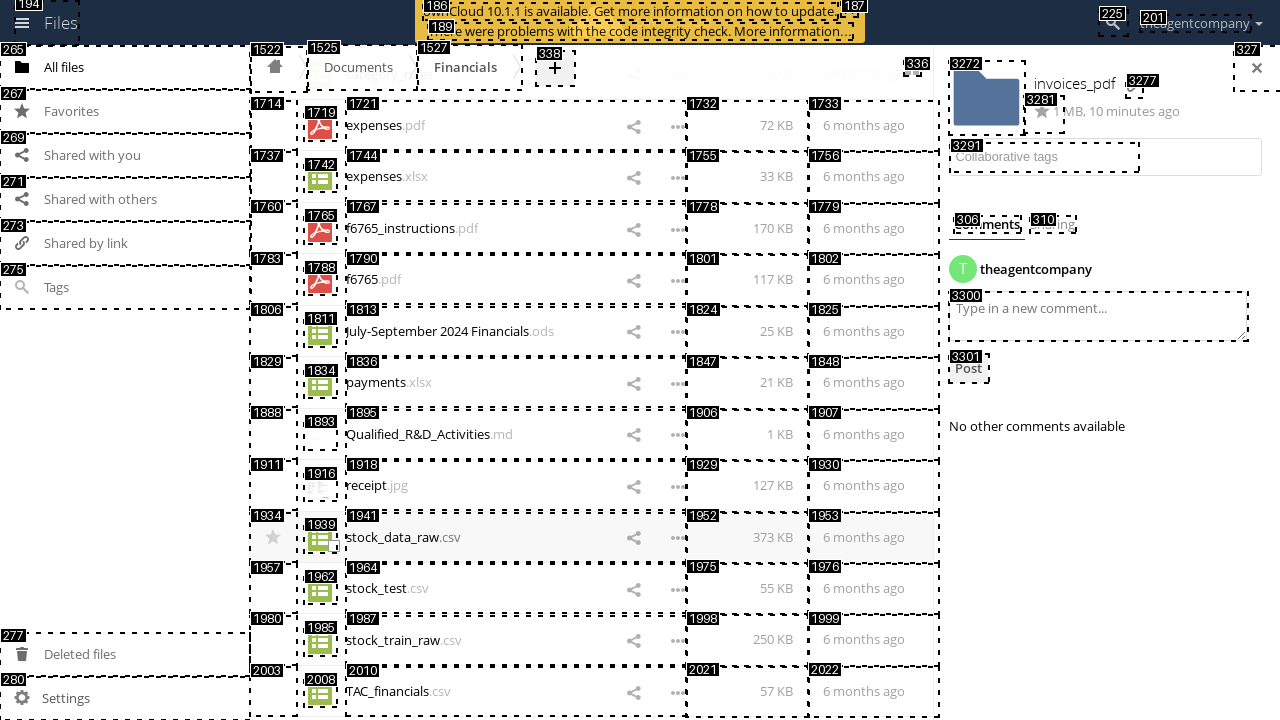 194
Files
186
ownCloud 10.1.1 is available. Get more information on how to update.
187
189
There were problems with the code integrity check. More information…
225
201
theagentcompany
265
All files
267
Favorites
269
Shared with you
271
Shared with others
273
Shared by link
275
Tags
277
Deleted files
280
Settings
1522
1525
Documents
1527
Financials
338
+
336
1714
1719
1721
expenses.pdf
1732
72 KB
1733
6 months ago
1737
1742
1744
expenses.xlsx
1755
33 KB
1756
6 months ago
1760
1765
1767
f6765_instructions.pdf
1778
170 KB
1779
6 months ago
1783
1788
1790
f6765.pdf
1801
117 KB
1802
6 months ago
1806
1811
1813
July-September 2024 Financials.ods
1824
25 KB
1825
6 months ago
1829
1834
1836
payments.xlsx
1847
21 KB
1848
6 months ago
1888
1893
1895
Qualified_R&D_Activities.md
1906
1 KB
1907
6 months ago
1911
1916
1918
receipt.jpg
1929
127 KB
1930
6 months ago
1934
1939
1941
stock_data_raw.csv
1952
373 KB
1953
6 months ago
1957
1962
1964
stock_test.csv
1975
55 KB
1976
6 months ago
1980
1985
1987
stock_train_raw.csv
1998
250 KB
1999
6 months ago
2003
2008
2010
TAC_financials.csv
2021
57 KB
2022
6 months ago
327
×
3272
invoices_pdf
3277
3281
1 MB, 10 minutes ago
3291
Collaborative tags
306
Comments
310
Sharing
T
theagentcompany
3300
Type in a new comment...
3301
Post
No other comments available